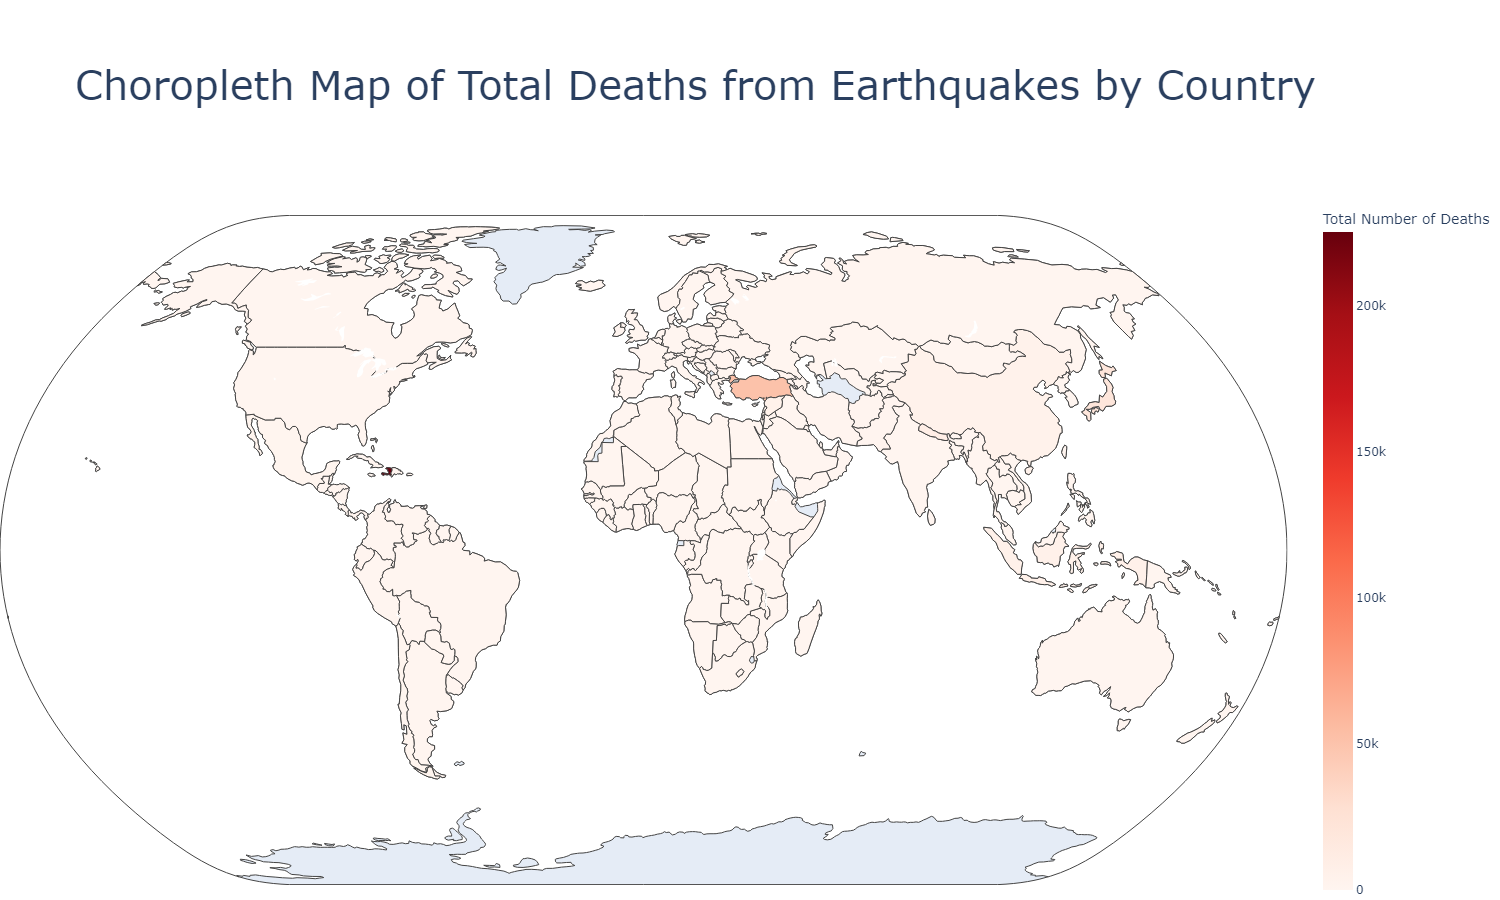 Choropleth Map of Total Deaths from Earthquakes by Country
Total Number of Deaths
200k
150k
100k
50k
0